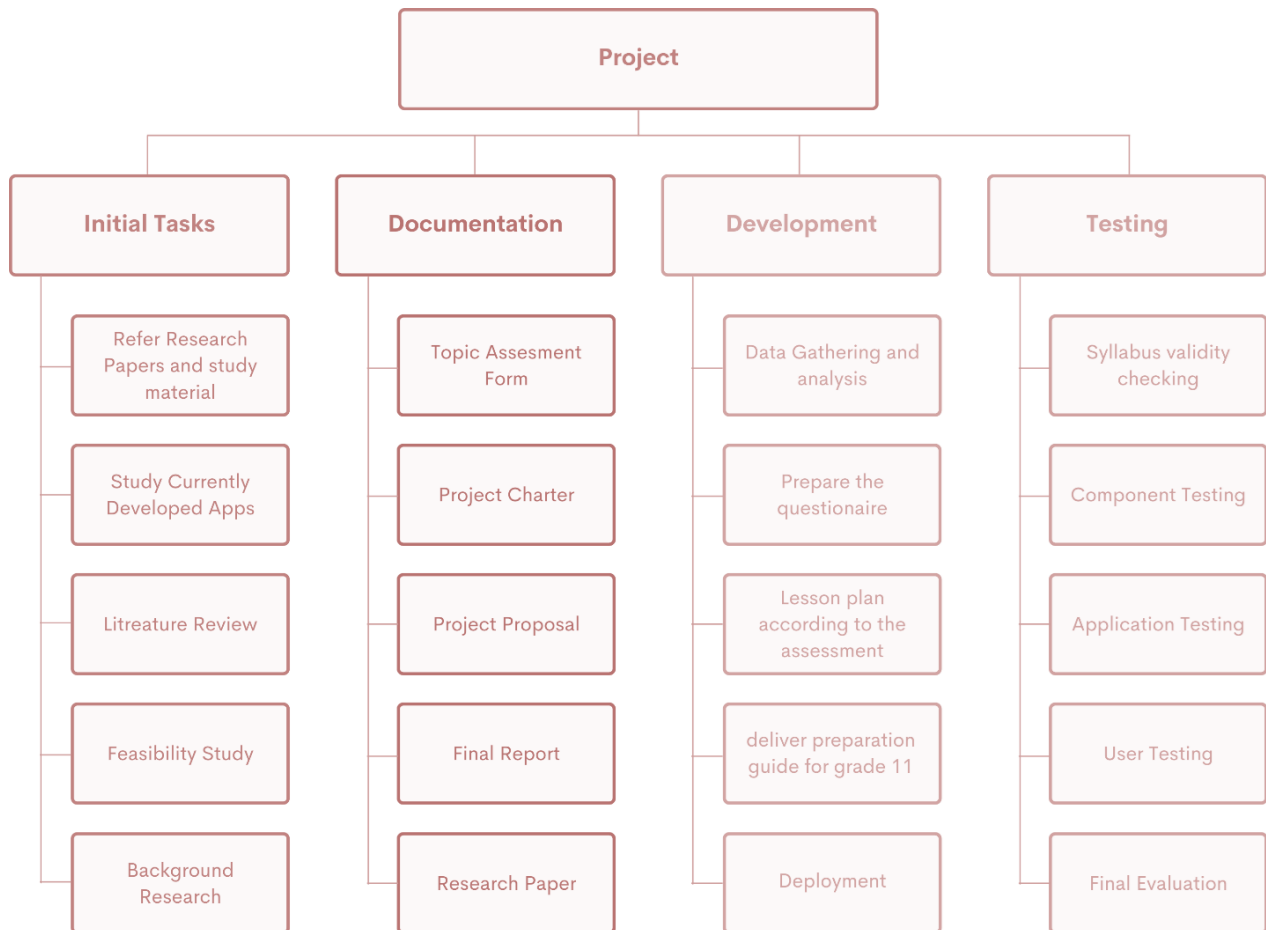 Project
Initial Tasks
Documentation
Development
Testing
Refer Research
Papers and study
material
Topic Assesment
Form
Data Gathering and
analysis
Syllabus validity
checking
Study Currently
Developed Apps
Project Charter
Prepare the
questionaire
Component Testing
Litreature Review
Project Proposal
Lesson plan
according to the
assessment
Application Testing
Feasibility Study
Final Report
deliver preparation
guide for grade 11
User Testing
Background
Research
Research Paper
Deployment
Final Evaluation